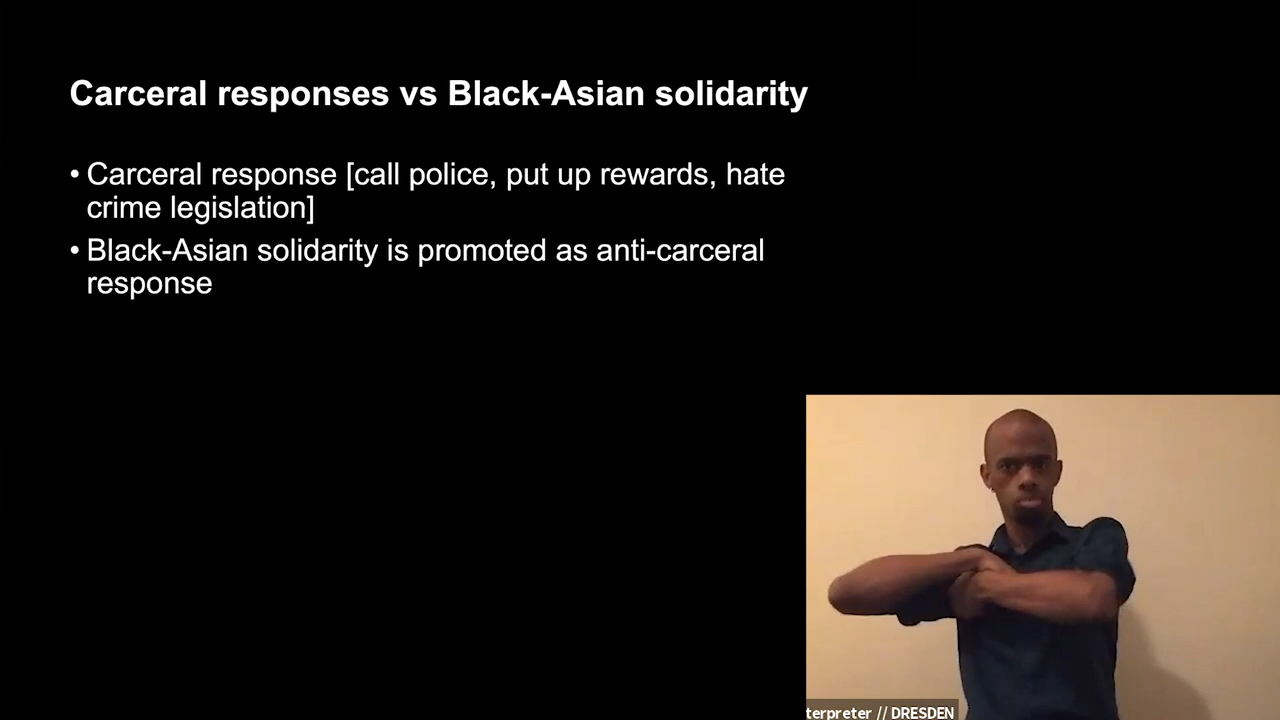 Carceral responses vs Black-Asian solidarity
• Carceral response [call police, put up rewards, hate
crime legislation]
• Black-Asian solidarity is promoted as anti-carceral
response
terpreter // DRESDEN